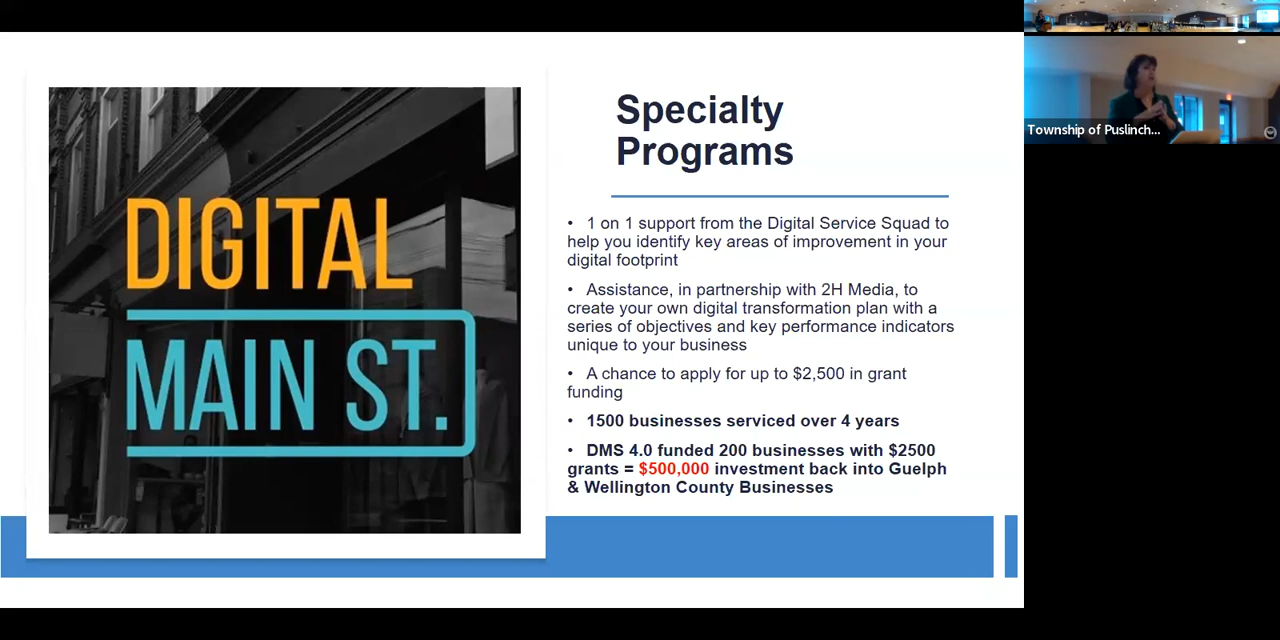 DIGITAL
MAIN ST.
Specialty
Programs
• 1 on 1 support from the Digital Service Squad to
help you identify key areas of improvement in your
digital footprint
• Assistance, in partnership with 2H Media, to
create your own digital transformation plan with a
series of objectives and key performance indicators
unique to your business
• A chance to apply for up to $2,500 in grant
funding
• 1500 businesses serviced over 4 years
• DMS 4.0 funded 200 businesses with $2500
grants = $500,000 investment back into Guelph
& Wellington County Businesses
Township of Puslinch...